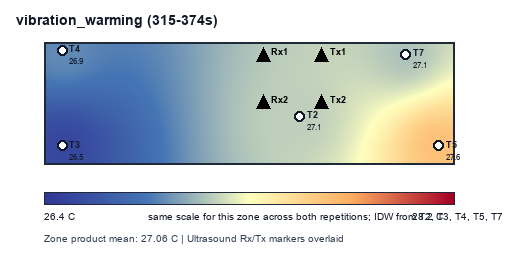 vibration_warming (315-374s)
T4
26.9
Rx1
Tx1
T7
27.1
Rx2
Tx2
T2
27.1
T3
26.5
T5
27.6
26.4 C
same scale for this zone across both repetitions; IDW from T2, T3, T4, T5, T7
Zone product mean: 27.06 C | Ultrasound Rx/Tx markers overlaid